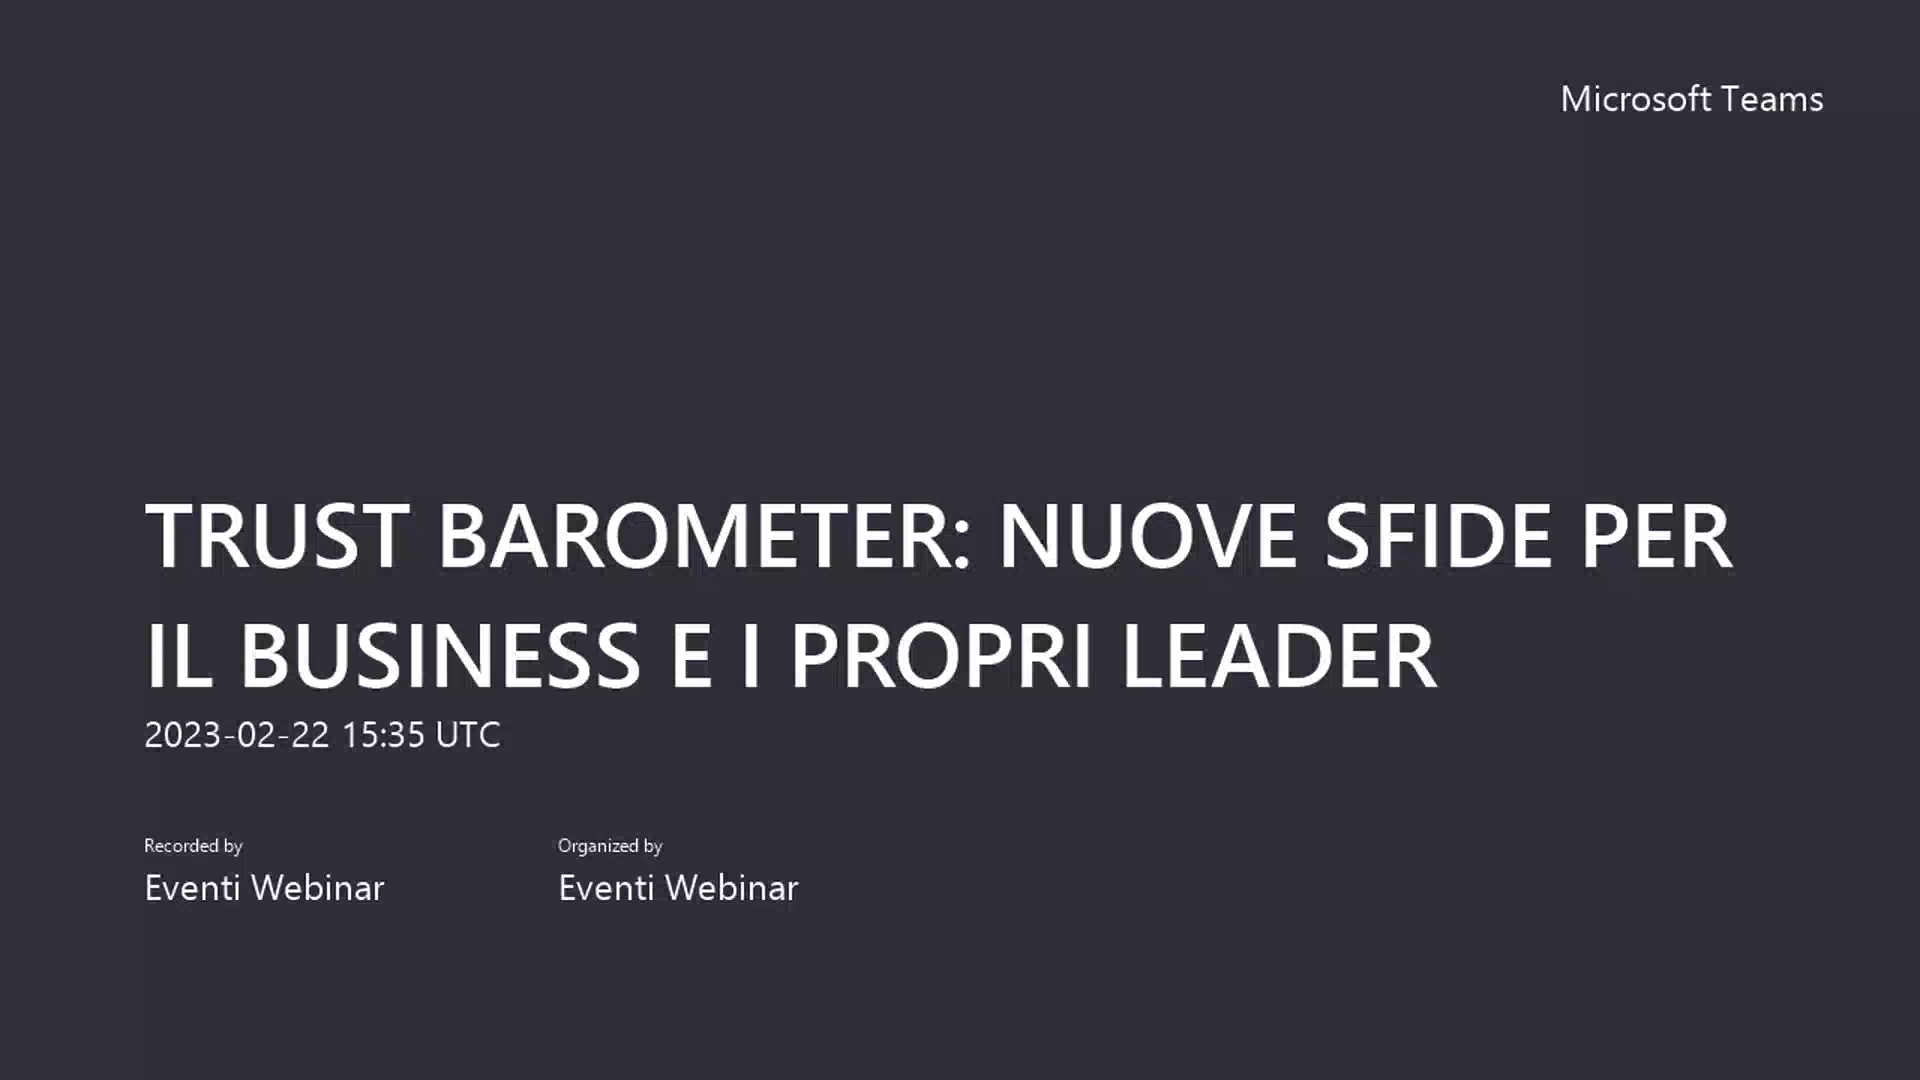 Microsoft Teams
TRUST BAROMETER: NUOVE SFIDE PER
IL BUSINESS E I PROPRI LEADER
2023-02-22 15:35 UTC
Recorded by
Organized by
Eventi Webinar
Eventi Webinar